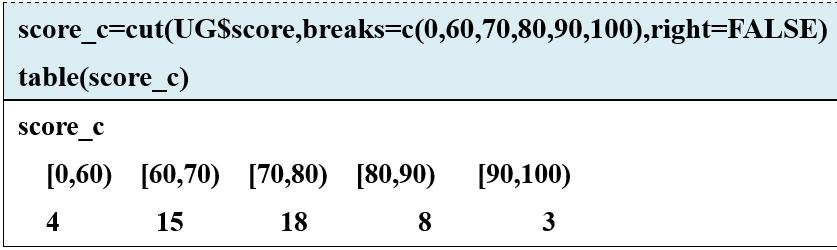 score_c=cut(UG$score,breaks=c(0,60,70,80,90,100),right=FALSE)
table(score_c)
score_c
[0,60) [60,70) [70,80) [80,90) [90,100)
4 15 18 8 3